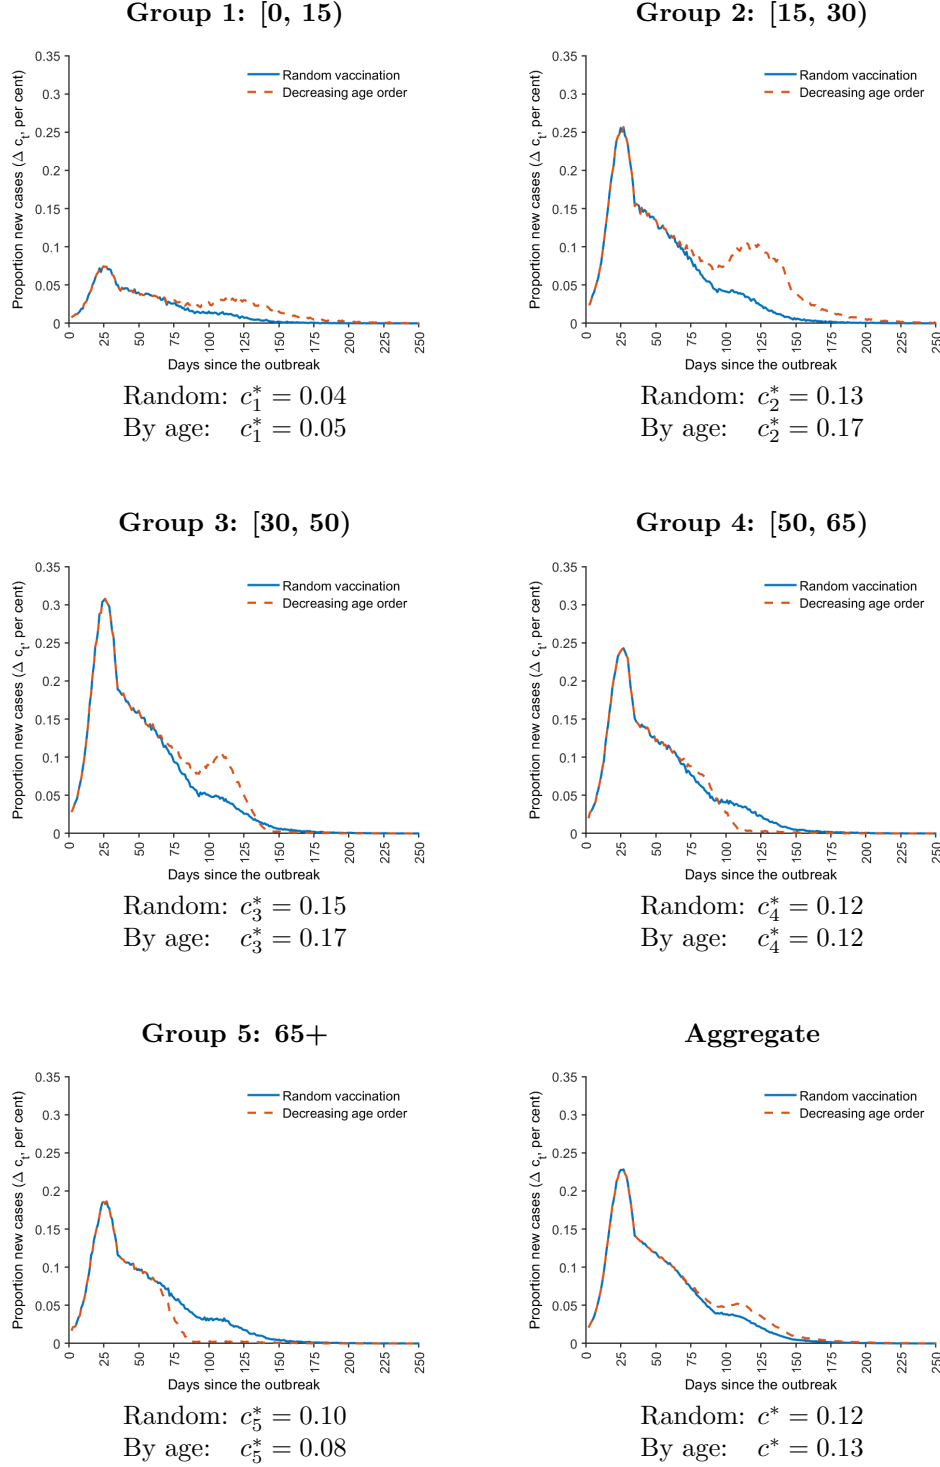 Group 1: [0, 15)
Proportion new cases (Δ c_t, per cent)
0.35
0.3
0.25
0.2
0.15
0.1
0.05
0
Random vaccination
Decreasing age order
0 25 50 75 100 125 150 175 200 225 250
Days since the outbreak
Random: c_1^* = 0.04
By age: c_1^* = 0.05
Group 2: [15, 30)
Proportion new cases (Δ c_t, per cent)
0.35
0.3
0.25
0.2
0.15
0.1
0.05
0
Random vaccination
Decreasing age order
0 25 50 75 100 125 150 175 200 225 250
Days since the outbreak
Random: c_2^* = 0.13
By age: c_2^* = 0.17
Group 3: [30, 50)
Proportion new cases (Δ c_t, per cent)
0.35
0.3
0.25
0.2
0.15
0.1
0.05
0
Random vaccination
Decreasing age order
0 25 50 75 100 125 150 175 200 225 250
Days since the outbreak
Random: c_3^* = 0.15
By age: c_3^* = 0.17
Group 4: [50, 65)
Proportion new cases (Δ c_t, per cent)
0.35
0.3
0.25
0.2
0.15
0.1
0.05
0
Random vaccination
Decreasing age order
0 25 50 75 100 125 150 175 200 225 250
Days since the outbreak
Random: c_4^* = 0.12
By age: c_4^* = 0.12
Group 5: 65+
Proportion new cases (Δ c_t, per cent)
0.35
0.3
0.25
0.2
0.15
0.1
0.05
0
Random vaccination
Decreasing age order
0 25 50 75 100 125 150 175 200 225 250
Days since the outbreak
Random: c_5^* = 0.10
By age: c_5^* = 0.08
Aggregate
Proportion new cases (Δ c_t, per cent)
0.35
0.3
0.25
0.2
0.15
0.1
0.05
0
Random vaccination
Decreasing age order
0 25 50 75 100 125 150 175 200 225 250
Days since the outbreak
Random: c^* = 0.12
By age: c^* = 0.13